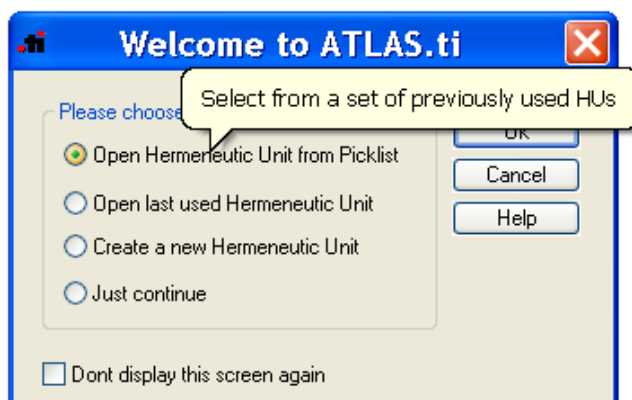 .ti Welcome to ATLAS.ti
Select from a set of previously used HUs
Please choose
OK
Open Hermeneutic Unit from Picklist
Cancel
Open last used Hermeneutic Unit
Help
Create a new Hermeneutic Unit
Just continue
Dont display this screen again